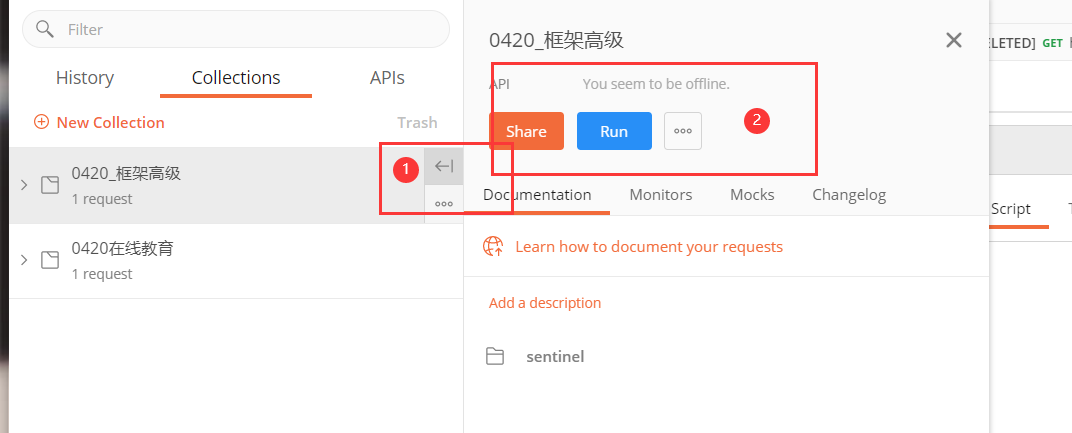 Filter
History Collections APIs
New Collection Trash
0420_框架高级
1 request
1
0420在线教育
1 request
0420_框架高级
API You seem to be offline.
Share Run 2
Documentation Monitors Mocks Changelog
Learn how to document your requests
Add a description
sentinel
LETED] GET
Script